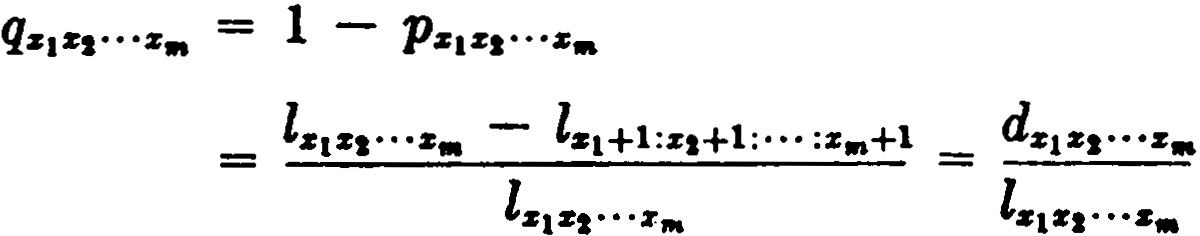 $q_{x_1 x_2 \cdots x_m} = 1 - p_{x_1 x_2 \cdots x_m}$
$= \frac{l_{x_1 x_2 \cdots x_m} - l_{x_1+1:x_2+1:\cdots:x_m+1}}{l_{x_1 x_2 \cdots x_m}} = \frac{d_{x_1 x_2 \cdots x_m}}{l_{x_1 x_2 \cdots x_m}}$